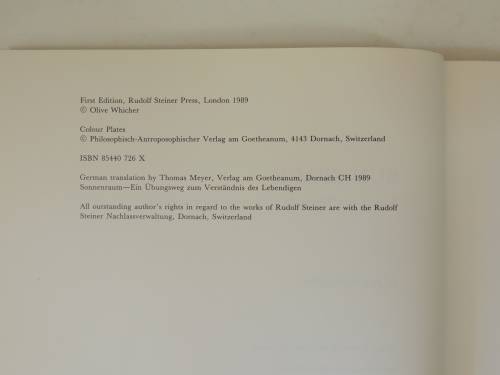 First Edition, Rudolf Steiner Press, London 1989
© Olive Whicher
Colour Plates
© Philosophisch-Antroposophischer Verlag am Goetheanum, 4143 Dornach, Switzerland
ISBN 85440 726 X
German translation by Thomas Meyer, Verlag am Goetheanum, Dornach CH 1989
Sonnenraum—Ein Übungsweg zum Verständnis des Lebendigen
All outstanding author's rights in regard to the works of Rudolf Steiner are with the Rudolf
Steiner Nachlassverwaltung, Dornach, Switzerland